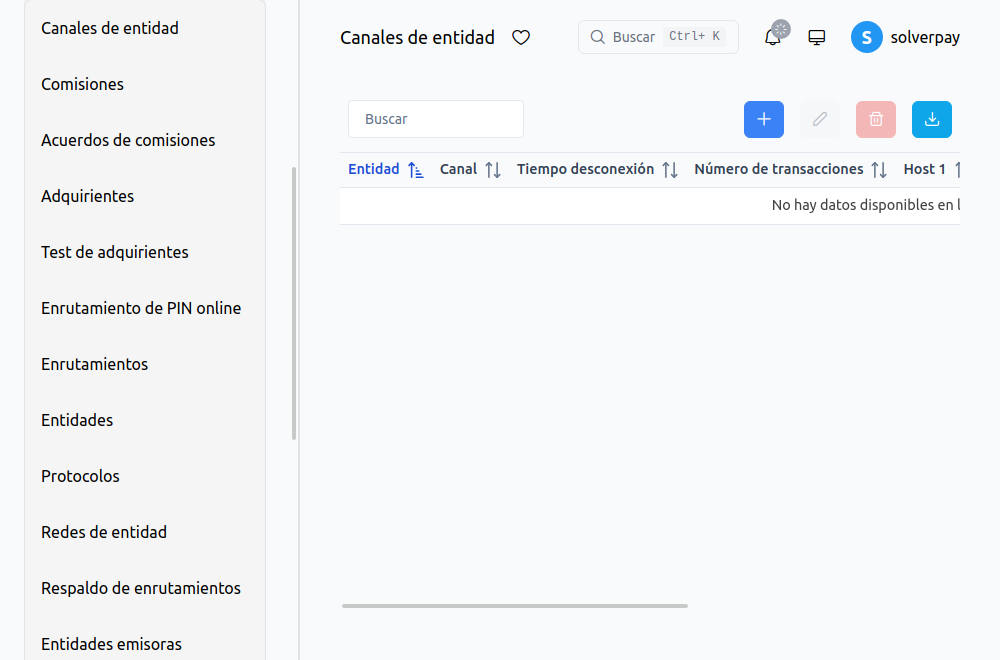 Canales de entidad
Comisiones
Acuerdos de comisiones
Adquirientes
Test de adquirientes
Enrutamiento de PIN online
Enrutamientos
Entidades
Protocolos
Redes de entidad
Respaldo de enrutamientos
Entidades emisoras
Canales de entidad
Buscar Ctrl+ K
S solverpay
Buscar
Entidad Canal Tiempo desconexión Número de transacciones Host 1
No hay datos disponibles en l